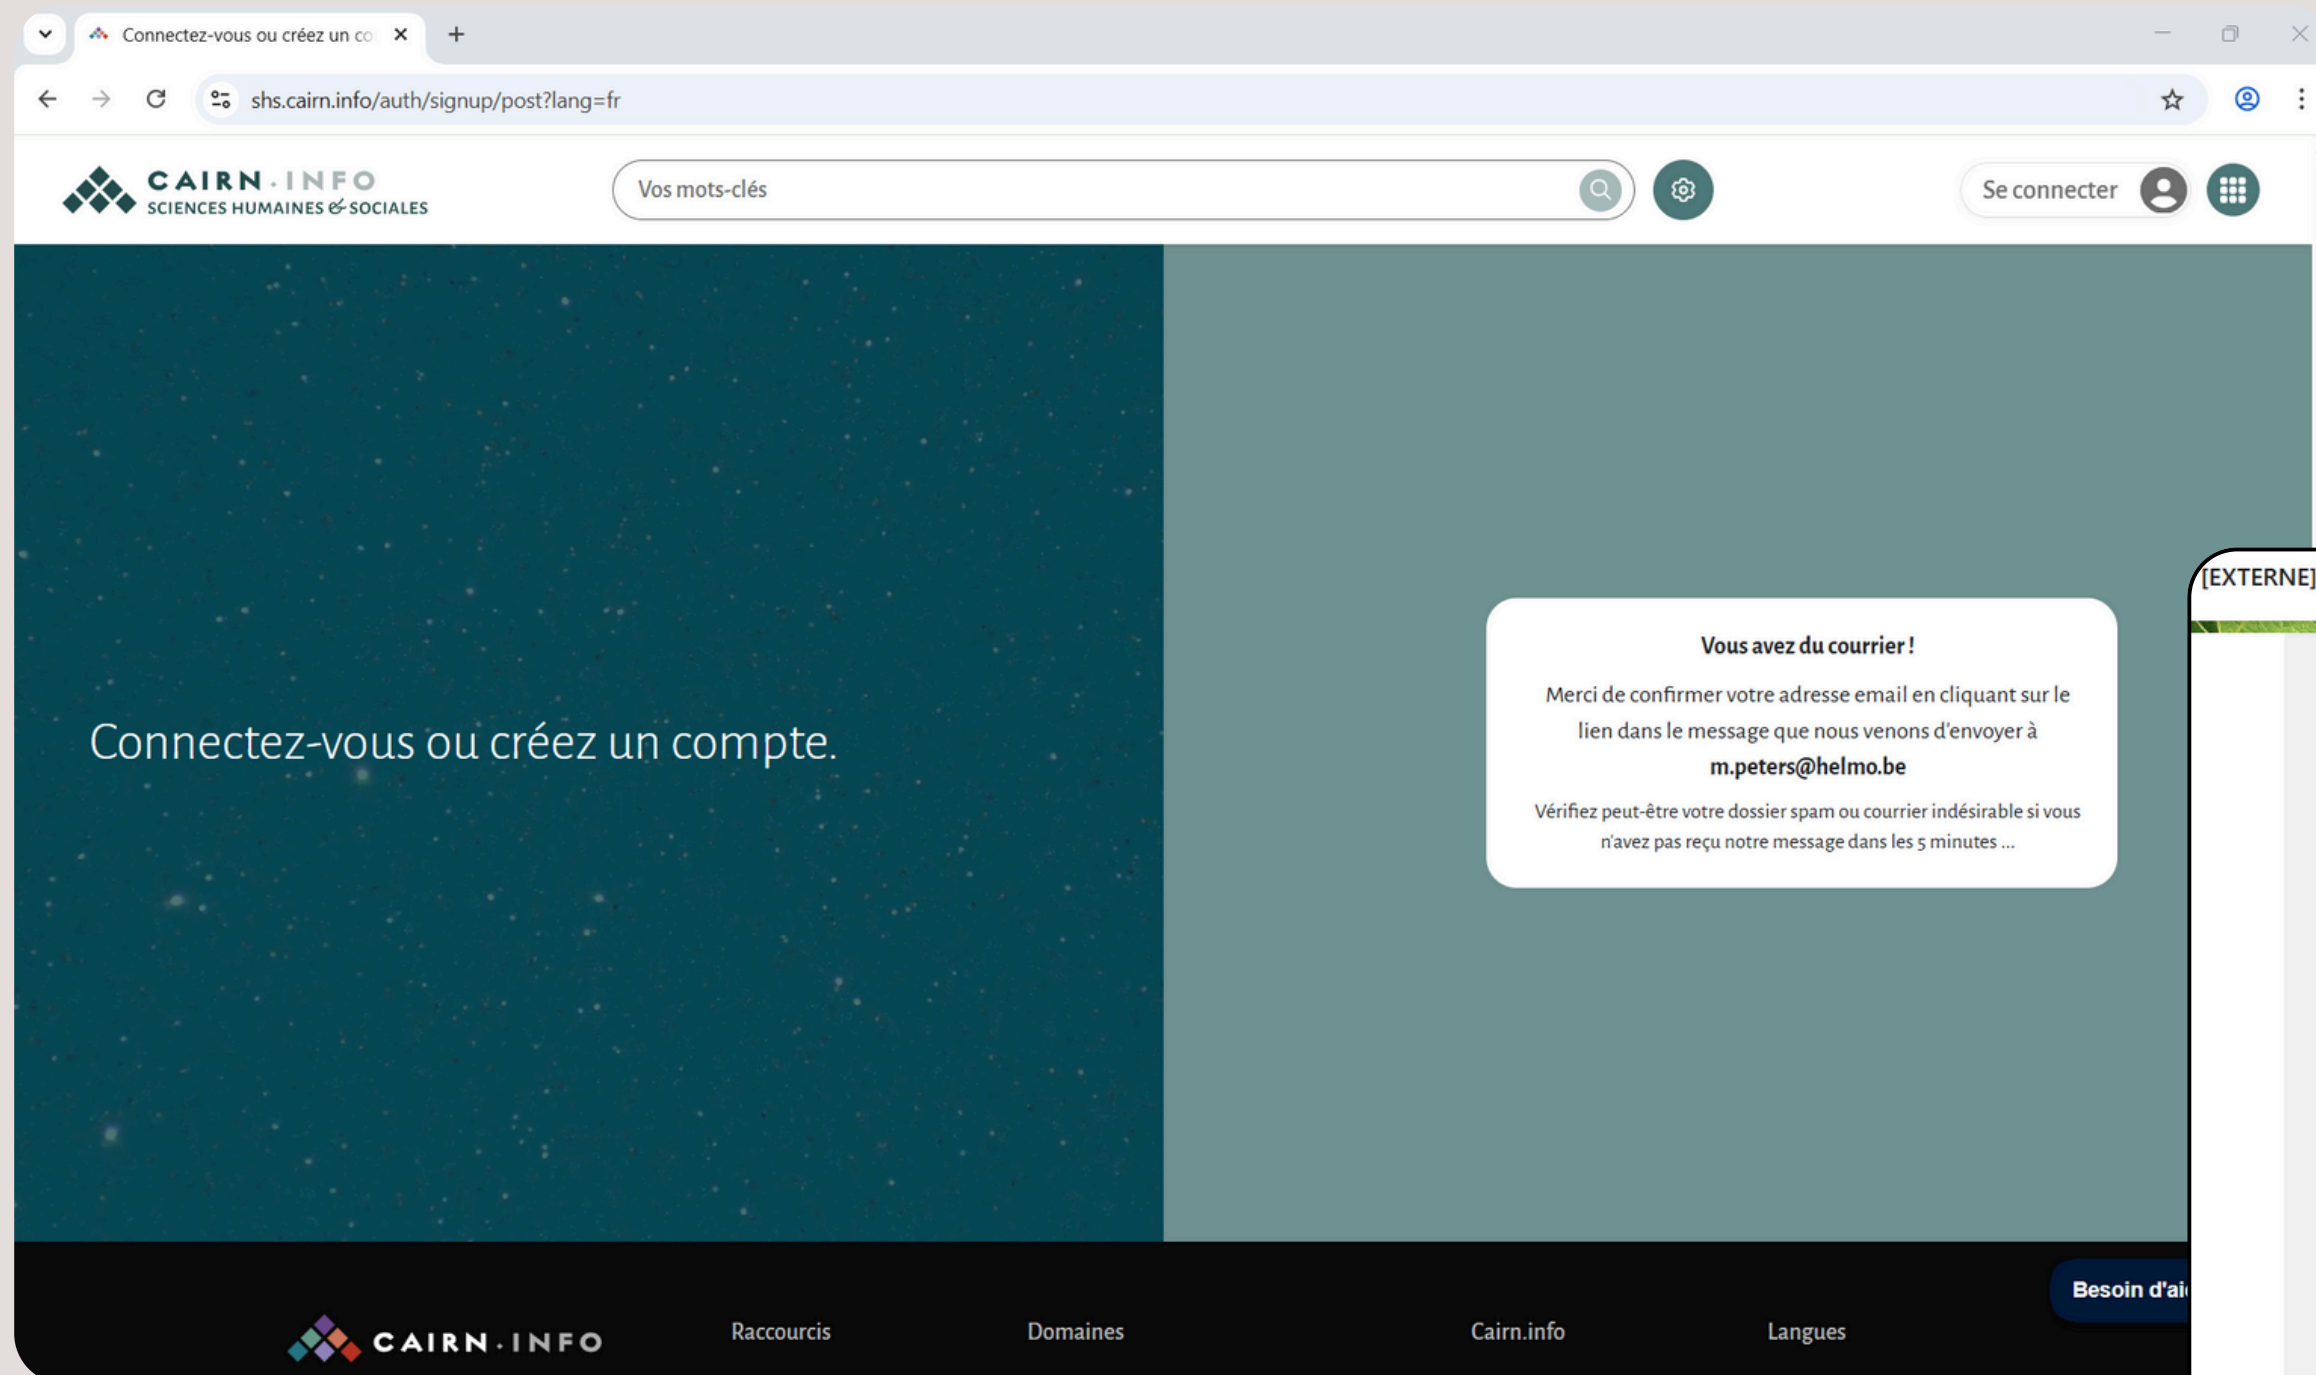 Connectez-vous ou créez un co
shs.cairn.info/auth/signup/post?lang=fr
CAIRN.INFO
SCIENCES HUMAINES & SOCIALES
Vos mots-clés
Se connecter
[EXTERNE]
Vous avez du courrier !
Merci de confirmer votre adresse email en cliquant sur le
lien dans le message que nous venons d'envoyer à
m.peters@helmo.be
Vérifiez peut-être votre dossier spam ou courrier indésirable si vous
n'avez pas reçu notre message dans les 5 minutes ...
Connectez-vous ou créez un compte.
Besoin d'ai
CAIRN.INFO
Raccourcis
Domaines
Cairn.info
Langues